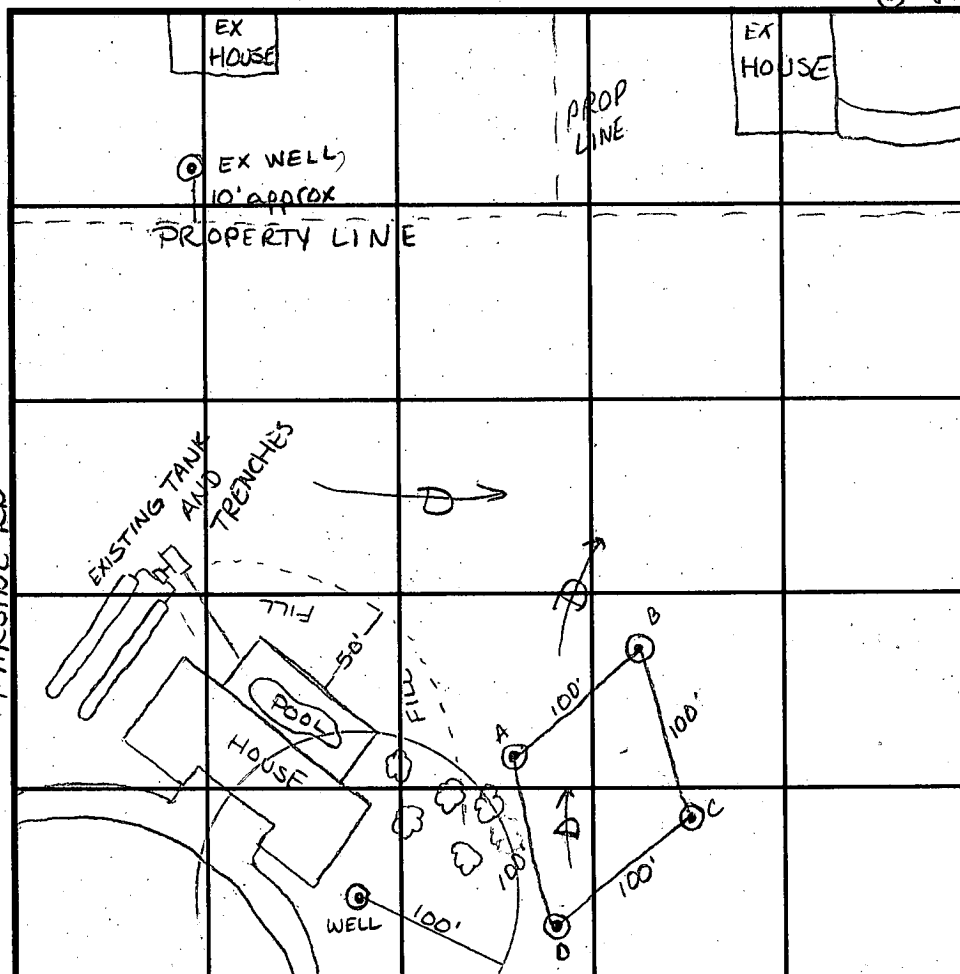 EX
HOUSE
EX
HOUSE
PROP
LINE
EX WELL,
10' approx
PROPERTY LINE
EXISTING TANK
AND
TRENCHES
D
D
FILL
50'
FILL
POOL
HOUSE
A
B
100'
100'
C
D
100'
100'
D
WELL
100'